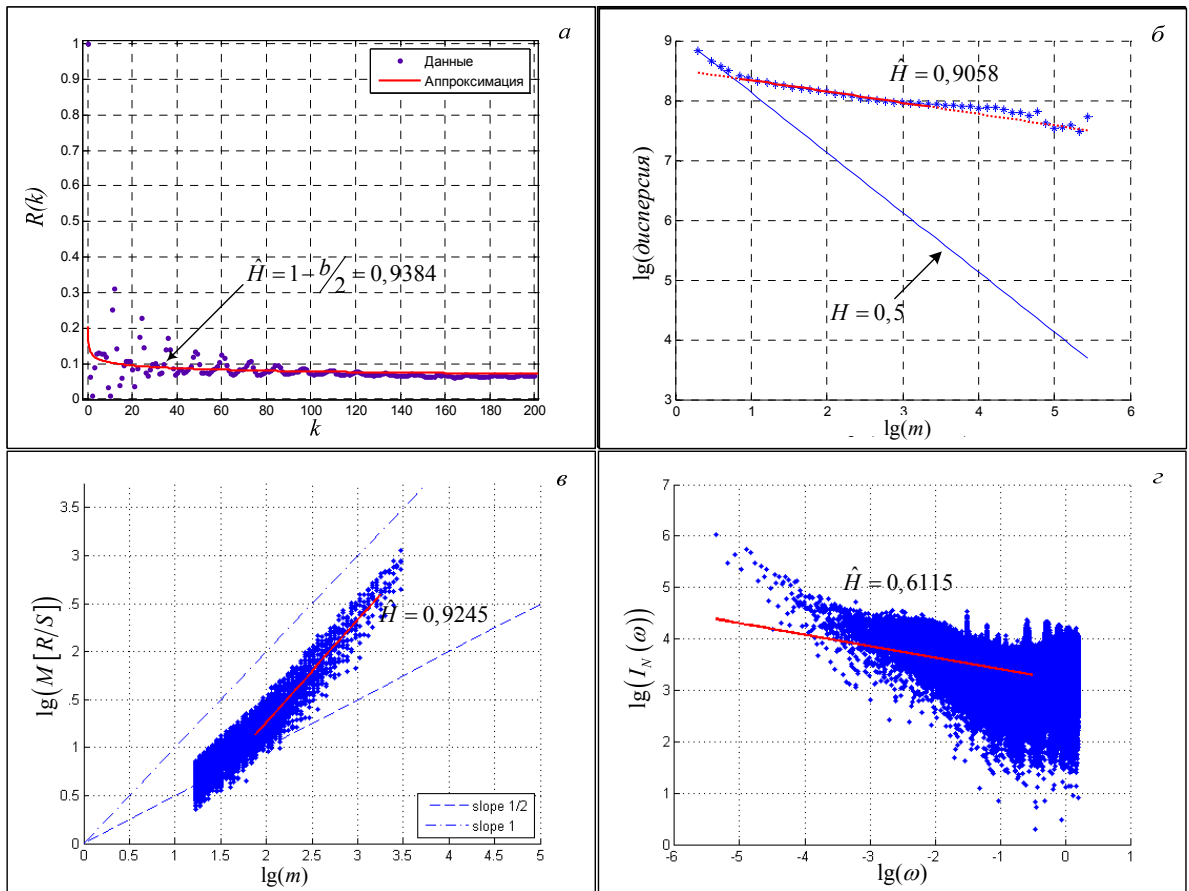 а
1
0.9
0.8
0.7
0.6
0.5
0.4
0.3
0.2
0.1
0
R(k)
Данные
Аппроксимация
Ĥ = 1 − b/2 = 0,9384
0 20 40 60 80 100 120 140 160 180 200
k
б
9
8
7
6
5
4
3
lg(дисперсия)
Ĥ = 0,9058
H = 0,5
0 1 2 3 4 5 6
lg(m)
в
3.5
3
.5
2
.5
1
0.5
0
lg(M [R/S])
Ĥ = 0,9245
slope 1/2
slope 1
0 0.5 1 1.5 2 2.5 3 3.5 4 4.5 5
lg(m)
г
7
6
5
4
3
2
1
0
lg(I_N(ω))
Ĥ = 0,6115
-6 -5 -4 -3 -2 -1 0 1
lg(ω)